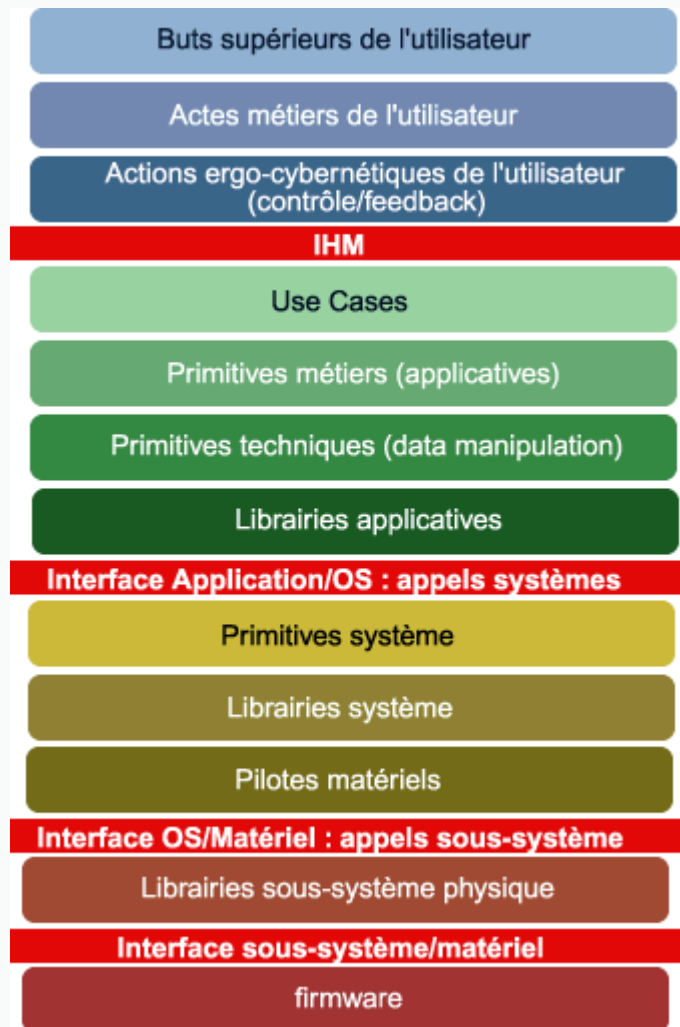 Buts supérieurs de l'utilisateur
Actes métiers de l'utilisateur
Actions ergo-cybernétiques de l'utilisateur
(contrôle/feedback)
IHM
Use Cases
Primitives métiers (applicatives)
Primitives techniques (data manipulation)
Librairies applicatives
Interface Application/OS : appels systèmes
Primitives système
Librairies système
Pilotes matériels
Interface OS/Matériel : appels sous-système
Librairies sous-système physique
Interface sous-système/matériel
firmware